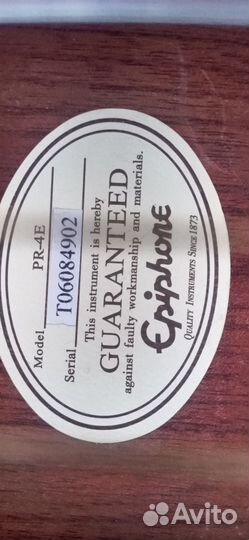 Model PR-4E
Serial T06084902
This instrument is hereby
GUARANTEED
against faulty workmanship and materials.
Epiphone
QUALITY INSTRUMENTS SINCE 1873
Avito